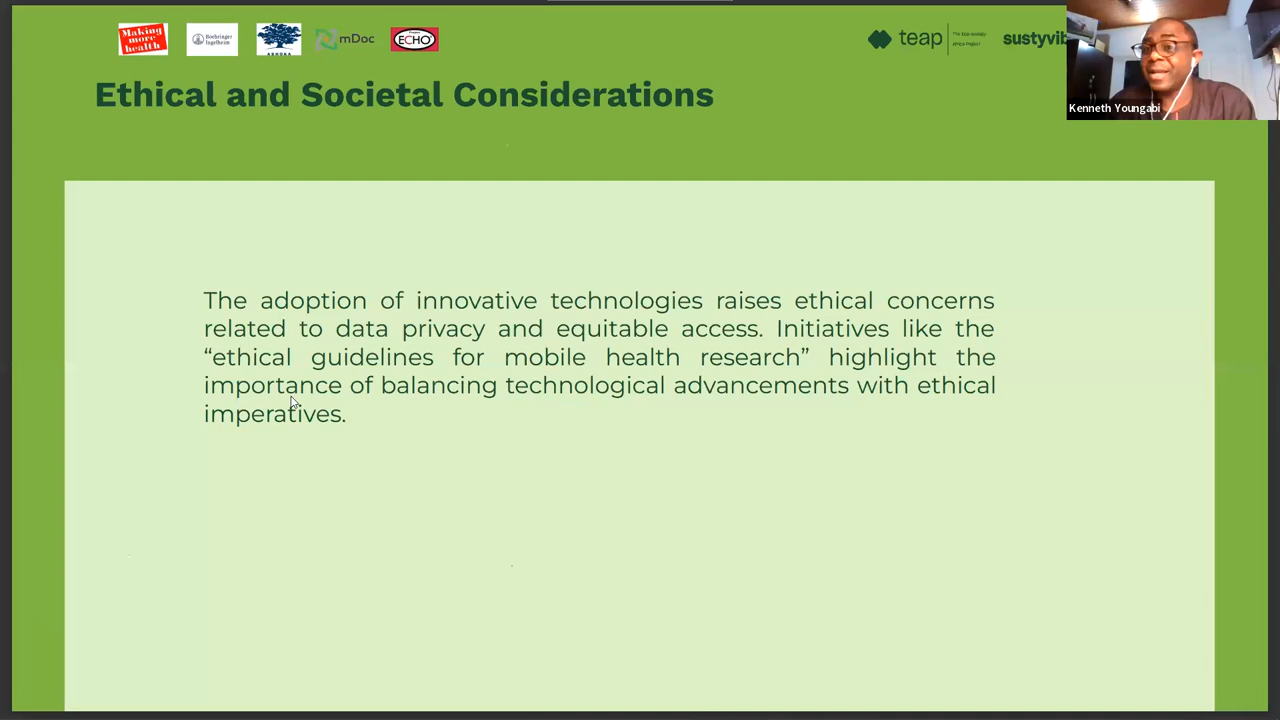 Making
more
health
Boehringer
Ingelheim
mDoc
ECHO
teap
sustyvib
Kenneth Youngabi
Ethical and Societal Considerations
The adoption of innovative technologies raises ethical concerns
related to data privacy and equitable access. Initiatives like the
“ethical guidelines for mobile health research” highlight the
importance of balancing technological advancements with ethical
imperatives.